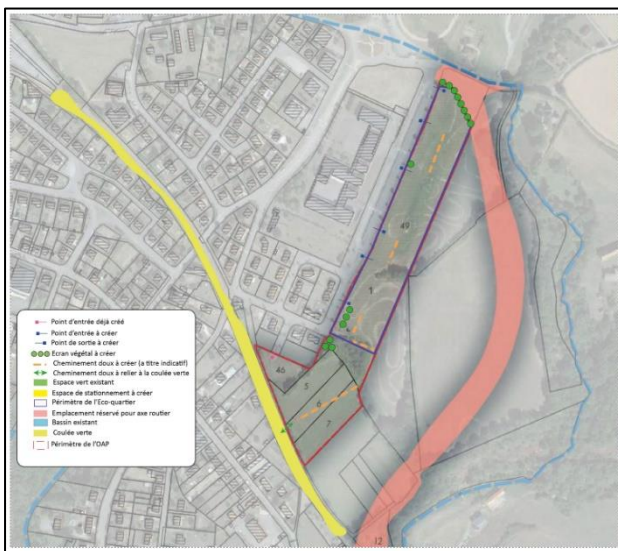 49
1
46
5
6
7
12
Point d'entrée déjà créé
Point d'entrée à créer
Point de sortie à créer
Ecran végétal à créer
Cheminement doux à créer (a titre indicatif)
Cheminement doux à relier à la coulée verte
Espace vert existant
Espace de stationnement à créer
Périmètre de l'Eco-quartier
Emplacement réservé pour axe routier
Bassin existant
Coulée verte
Périmètre de l'OAP